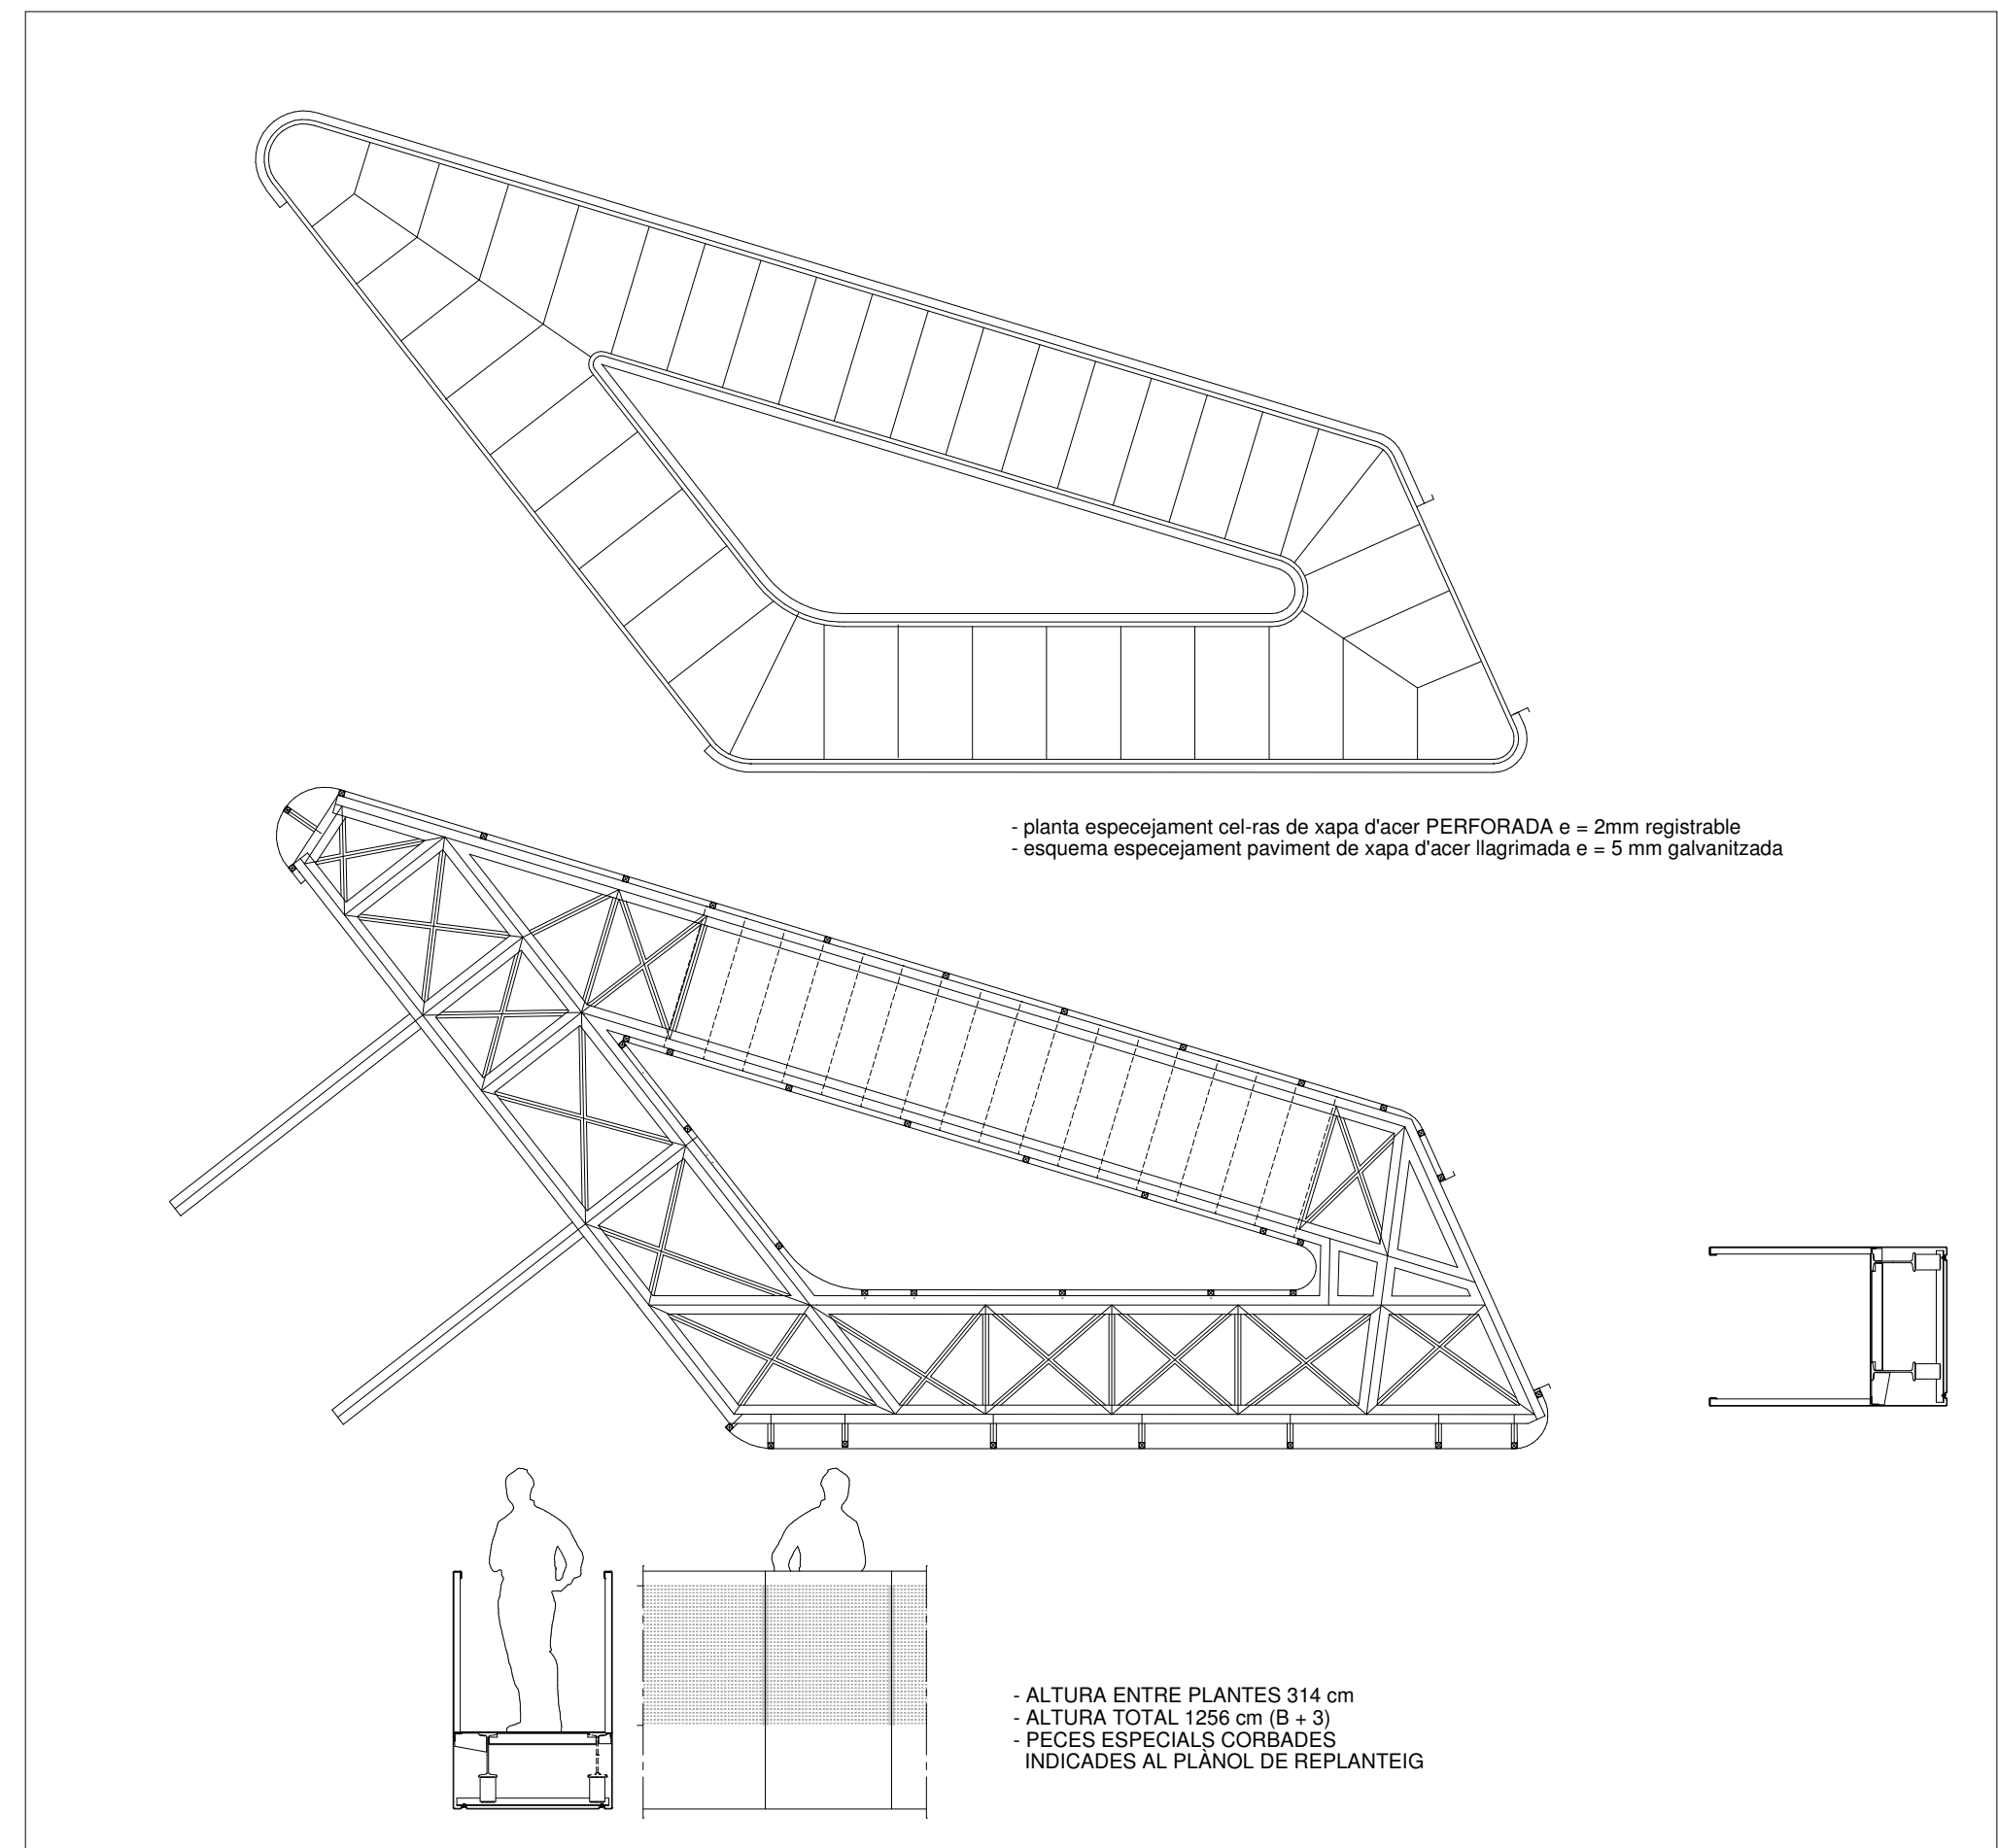 - planta especejament cel-ras de xapa d'acer PERFORADA e = 2mm registrable
- esquema especejament paviment de xapa d'acer llagrimada e = 5 mm galvanitzada
- ALTURA ENTRE PLANTES 314 cm
- ALTURA TOTAL 1256 cm (B + 3)
- PECES ESPECIALS CORBADES
INDICADES AL PLÀNOL DE REPLANTEIG